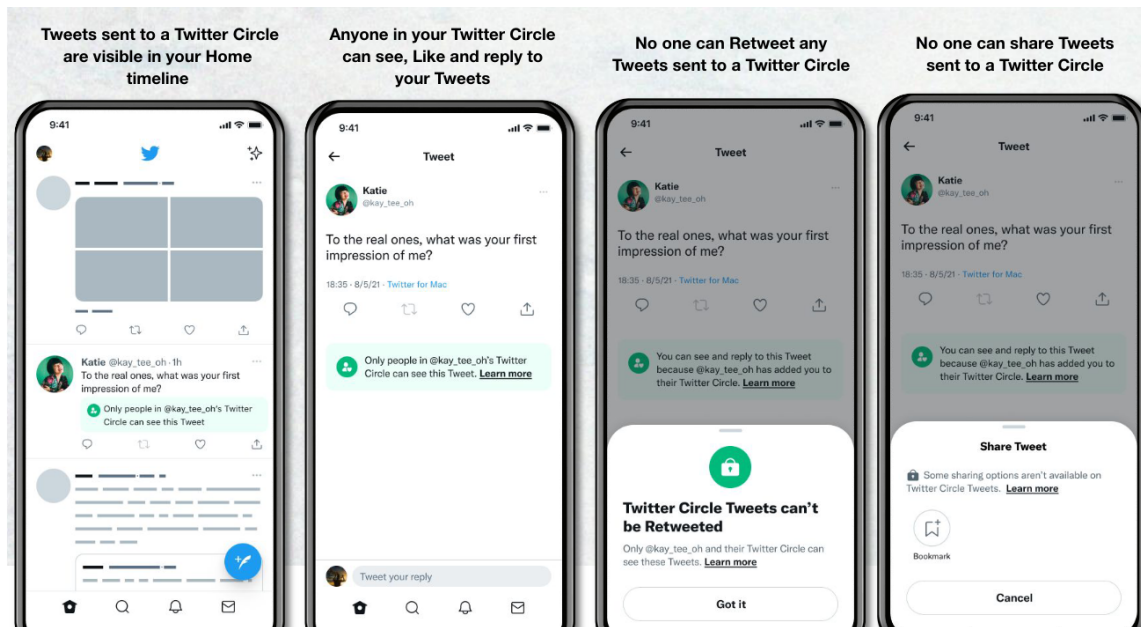 Tweets sent to a Twitter Circle
are visible in your Home
timeline
9:41
Katie @kay_tee_oh · 1h
To the real ones, what was your first
impression of me?
Only people in @kay_tee_oh's Twitter
Circle can see this Tweet
Anyone in your Twitter Circle
can see, Like and reply to
your Tweets
9:41
Tweet
Katie
@kay_tee_oh
To the real ones, what was your first
impression of me?
18:35 · 8/5/21 · Twitter for Mac
Only people in @kay_tee_oh's Twitter
Circle can see this Tweet. Learn more
Tweet your reply
No one can Retweet any
Tweets sent to a Twitter Circle
9:41
Tweet
Katie
@kay_tee_oh
To the real ones, what was your first
impression of me?
18:35 · 8/5/21 · Twitter for Mac
You can see and reply to this Tweet
because @kay_tee_oh has added you to
their Twitter Circle. Learn more
Twitter Circle Tweets can't
be Retweeted
Only @kay_tee_oh and their Twitter Circle can
see these Tweets. Learn more
Got it
No one can share Tweets
sent to a Twitter Circle
9:41
Tweet
Katie
@kay_tee_oh
To the real ones, what was your first
impression of me?
18:35 · 8/5/21 · Twitter for Mac
You can see and reply to this Tweet
because @kay_tee_oh has added you to
their Twitter Circle. Learn more
Share Tweet
Some sharing options aren't available on
Twitter Circle Tweets. Learn more
Bookmark
Cancel